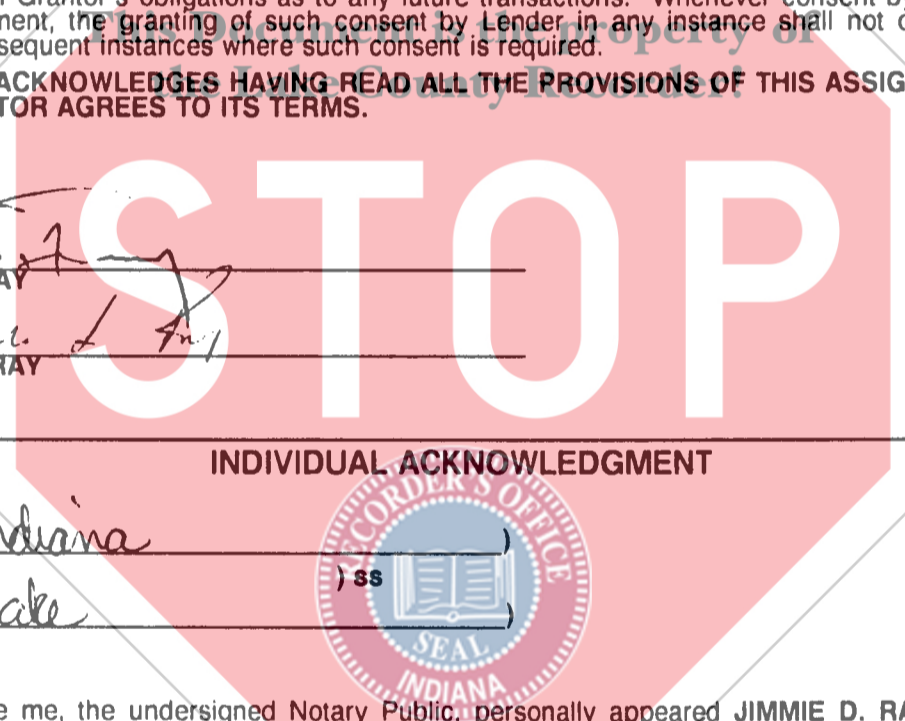 Grantor's obligations as to any future transactions. Whenever consent by
ment, the granting of such consent by Lender in any instance shall not c
sequent instances where such consent is required.
This Document is the property of
the Lake County Recorder!
ACKNOWLEDGES HAVING READ ALL THE PROVISIONS OF THIS ASSIG
TOR AGREES TO ITS TERMS.
STOP
AY
RAY
INDIVIDUAL ACKNOWLEDGMENT
ndiana )
) ss
ake )
RECORDER'S OFFICE
SEAL
INDIANA
e me, the undersigned Notary Public, personally appeared JIMMIE D. RA